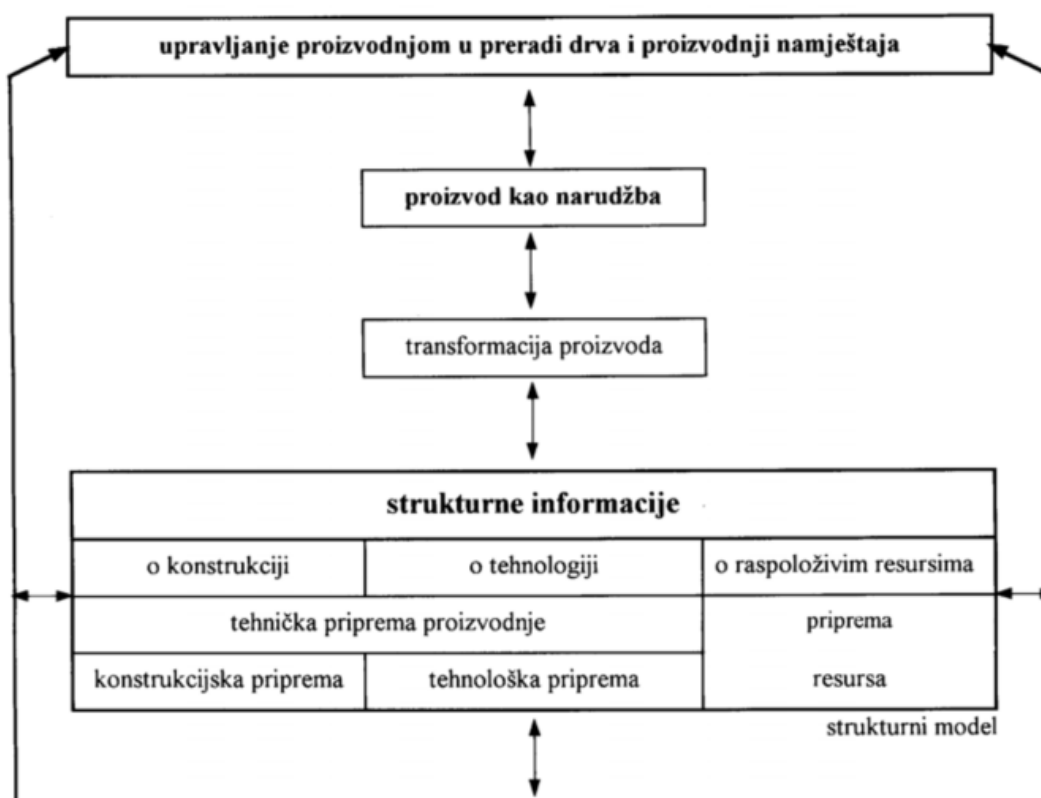 upravljanje proizvodnjom u preradi drva i proizvodnji namještaja
proizvod kao narudžba
transformacija proizvoda
strukturne informacije
o konstrukciji
o tehnologiji
o raspoloživim resursima
tehnička priprema proizvodnje
priprema
konstrukcijska priprema
tehnološka priprema
resursa
strukturni model